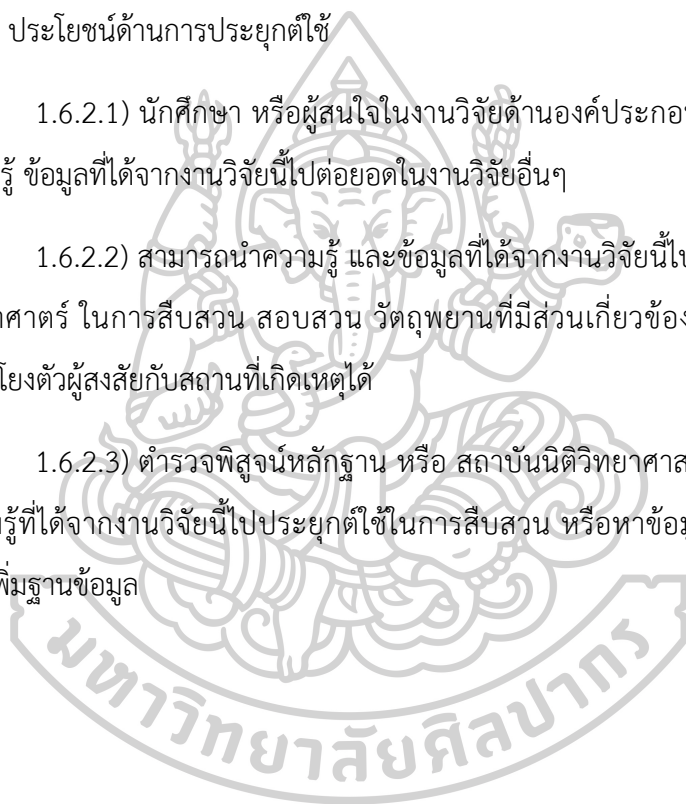 ประโยชน์ด้านการประยุกต์ใช้
1.6.2.1) นักศึกษา หรือผู้สนใจในงานวิจัยด้านองค์ประกอ
รู้ ข้อมูลที่ได้จากงานวิจัยนี้ไปต่อยอดในงานวิจัยอื่นๆ
1.6.2.2) สามารถนำความรู้ และข้อมูลที่ได้จากงานวิจัยนี้ไป
าศาตร์ ในการสืบสวน สอบสวน วัตถุพยานที่มีส่วนเกี่ยวข้อง
โยงตัวผู้สงสัยกับสถานที่เกิดเหตุได้
1.6.2.3) ตำรวจพิสูจน์หลักฐาน หรือ สถาบันนิติวิทยาศาส
รู้ที่ได้จากงานวิจัยนี้ไปประยุกต์ใช้ในการสืบสวน หรือหาข้อมู
พิ่มฐานข้อมูล
มหาวิทยาลัยศิลปากร